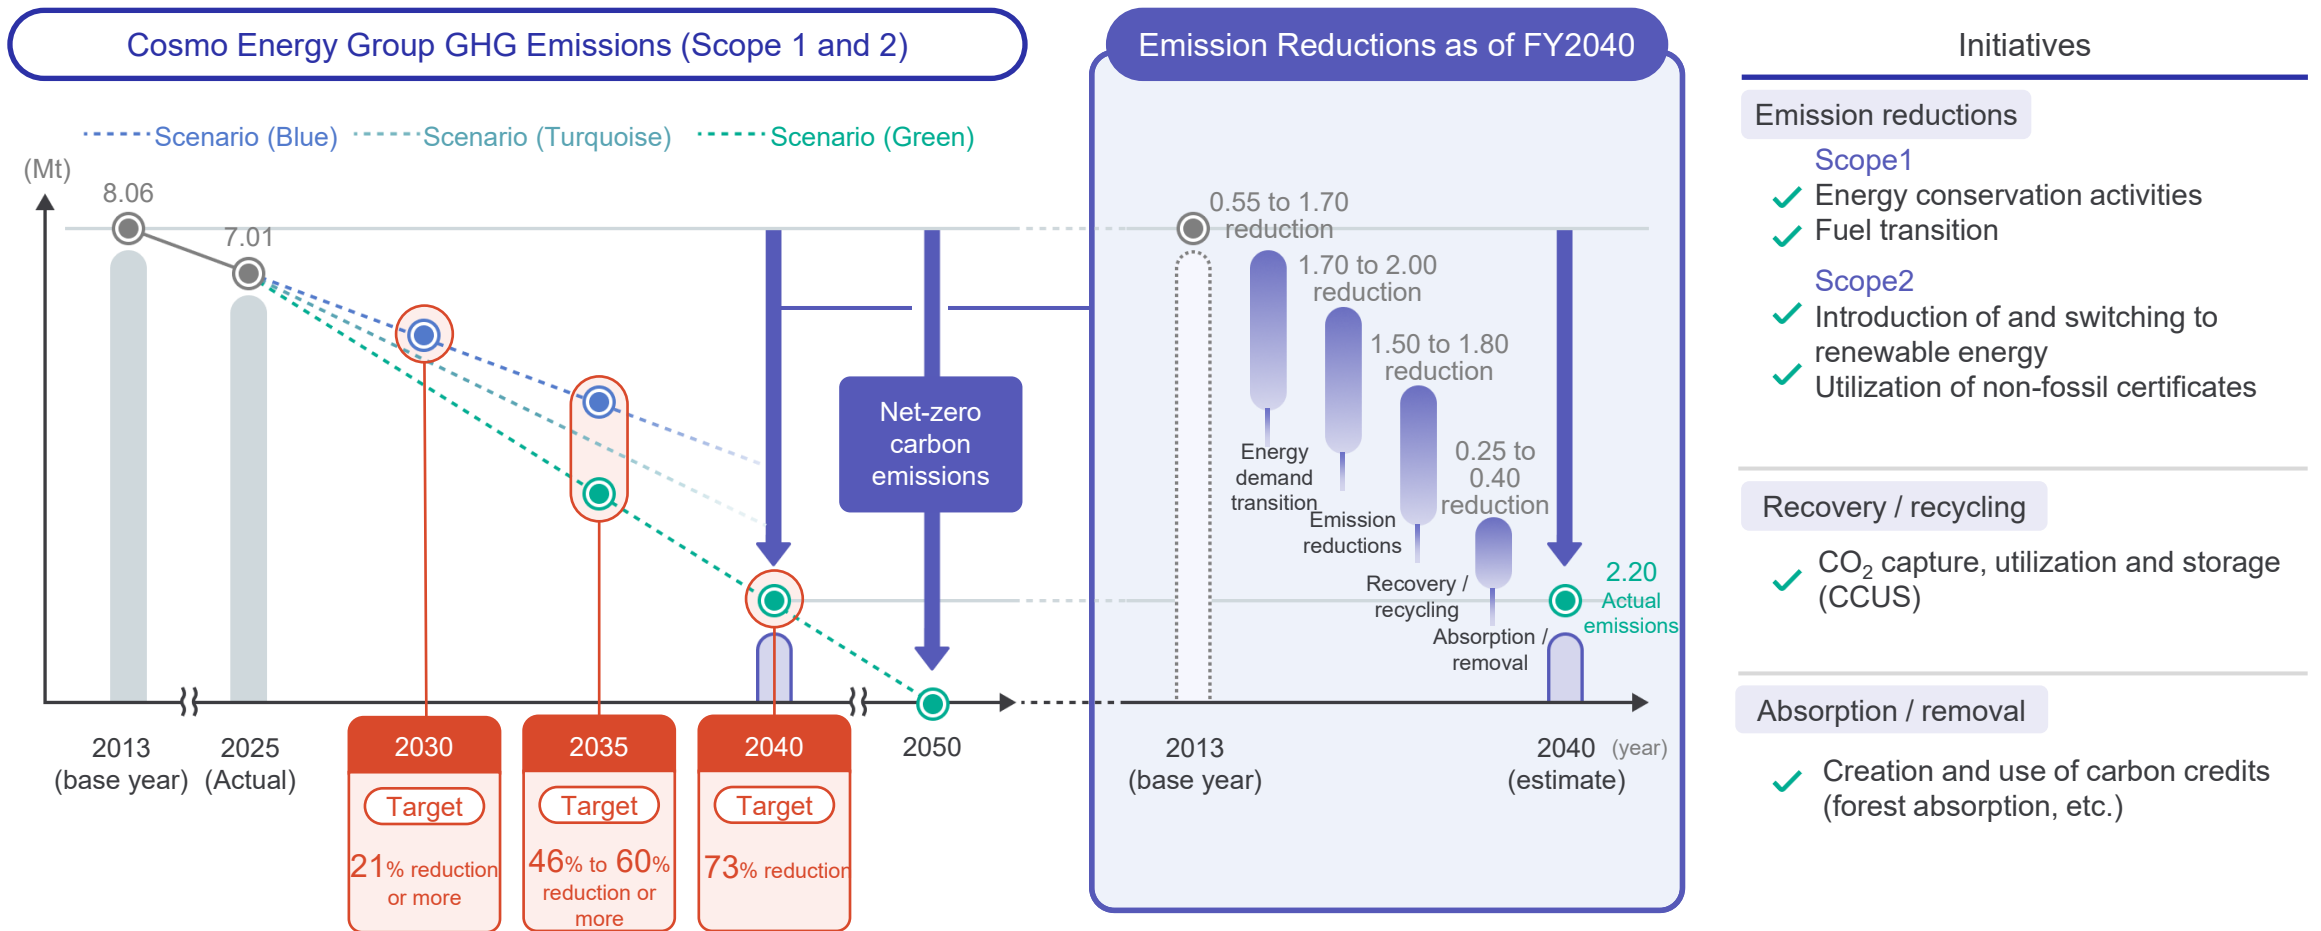 Cosmo Energy Group GHG Emissions (Scope 1 and 2)
Scenario (Blue)
Scenario (Turquoise)
Scenario (Green)
(Mt)
8.06
7.01
Net-zero
carbon
emissions
2013
(base year)
2025
(Actual)
2030
Target
21% reduction
or more
2035
Target
46% to 60%
reduction or
more
2040
Target
73% reduction
2050
Emission Reductions as of FY2040
0.55 to 1.70
reduction
1.70 to 2.00
reduction
1.50 to 1.80
reduction
0.25 to
0.40
reduction
Energy
demand
transition
Emission
reductions
Recovery /
recycling
Absorption /
removal
2.20
Actual
emissions
2013
(base year)
2040 (year)
(estimate)
Initiatives
Emission reductions
Scope1
Energy conservation activities
Fuel transition
Scope2
Introduction of and switching to
renewable energy
Utilization of non-fossil certificates
Recovery / recycling
CO2 capture, utilization and storage
(CCUS)
Absorption / removal
Creation and use of carbon credits
(forest absorption, etc.)